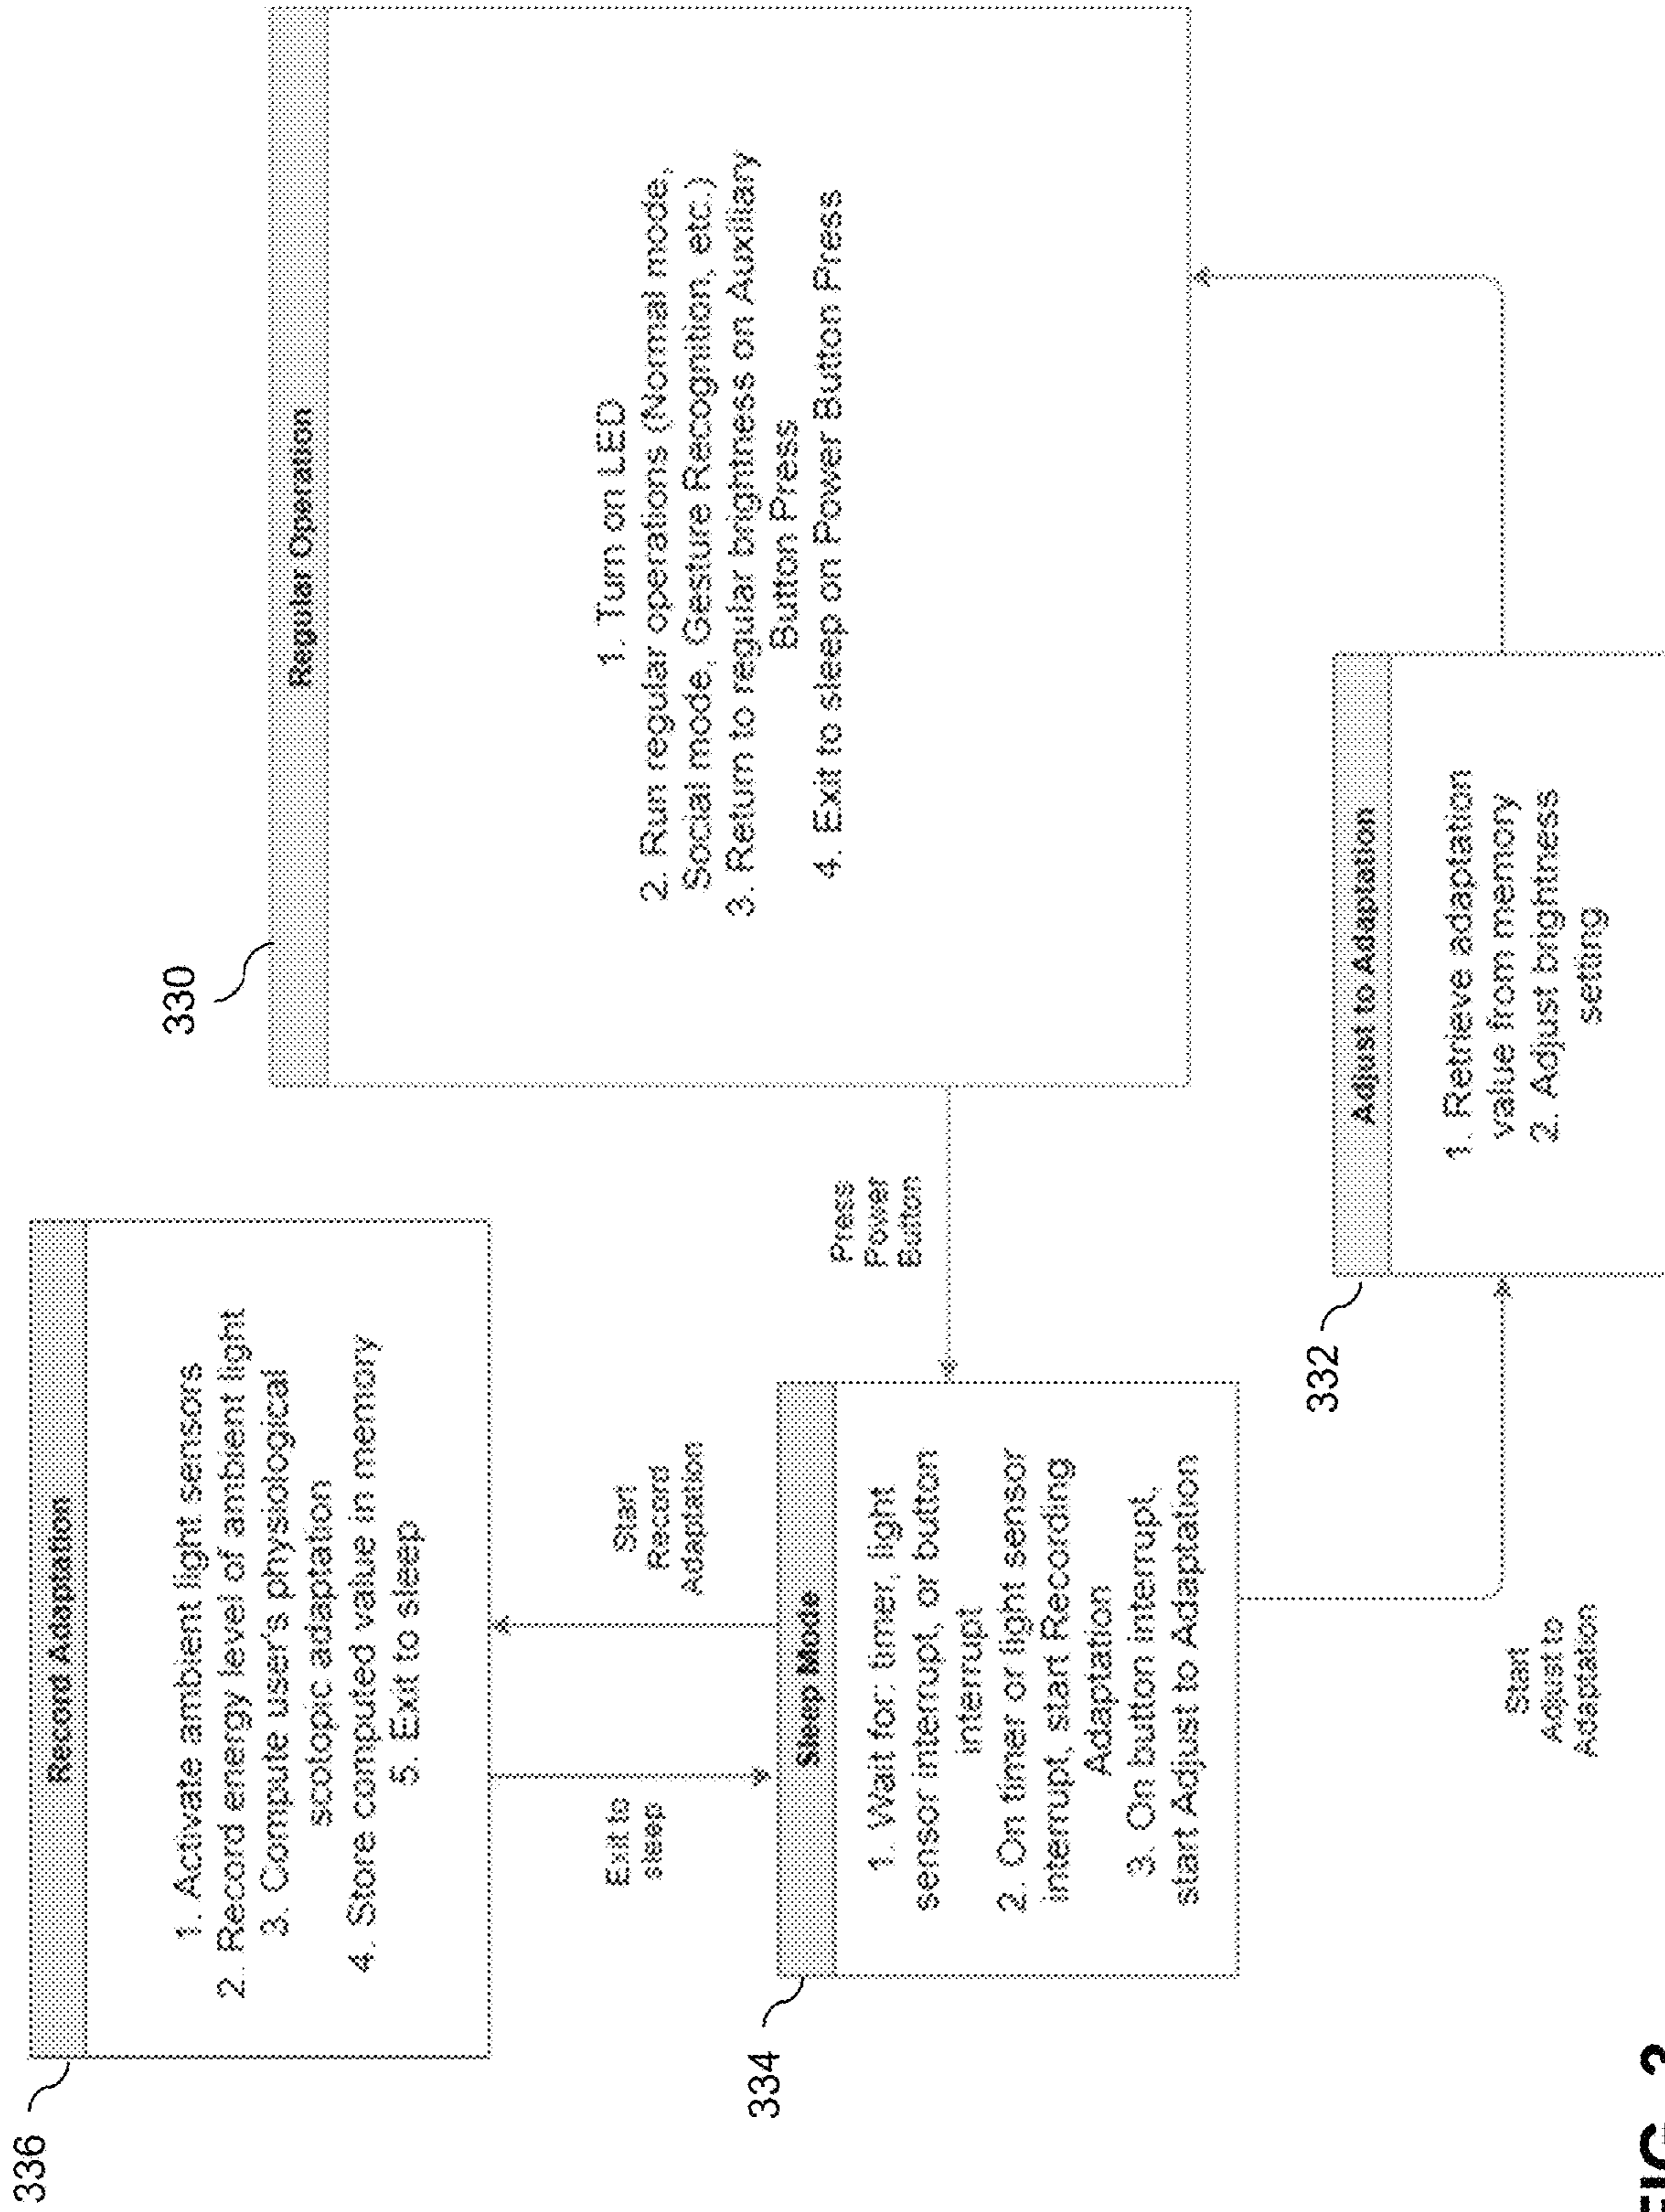 336
Record Adaptation
1. Activate ambient light sensors
2. Record energy level of ambient light
3. Compute user's physiological
scotopic adaptation
4. Store computed value in memory
5. Exit to sleep
Exit to
sleep
Start
Record
Adaptation
334
Sleep Mode
1. Wait for: timer, light
sensor interrupt, or button
interrupt
2. On timer or light sensor
interrupt, start Recording
Adaptation
3. On button interrupt,
start Adjust to Adaptation
Press
Power
Button
330
Regular Operation
1. Turn on LED
2. Run regular operations (Normal mode,
Social mode, Gesture Recognition, etc.)
3. Return to regular brightness on Auxiliary
Button Press
4. Exit to sleep on Power Button Press
Start
Adjust to
Adaptation
332
Adjust to Adaptation
1. Retrieve adaptation
value from memory
2. Adjust brightness
setting
FIG.